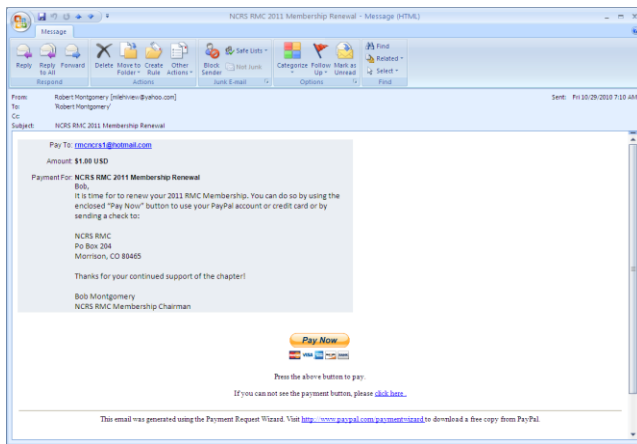 NCRS RMC 2011 Membership Renewal - Message (HTML)
Message
Reply Reply to All Forward
Delete Move to Folder Create Rule Other Actions
Block Sender Safe Lists Not Junk
Categorize Follow Up Mark as Unread
Find Related Select
Respond Actions Junk E-mail Options Find
From: Robert Montgomery [milehiview@yahoo.com] Sent: Fri 10/29/2010 7:10 AM
To: 'Robert Montgomery'
Cc:
Subject: NCRS RMC 2011 Membership Renewal
Pay To: rmcncrs1@hotmail.com
Amount: $1.00 USD
Payment For: NCRS RMC 2011 Membership Renewal
Bob,
It is time for to renew your 2011 RMC Membership. You can do so by using the
enclosed "Pay Now" button to use your PayPal account or credit card or by
sending a check to:
NCRS RMC
Po Box 204
Morrison, CO 80465
Thanks for your continued support of the chapter!
Bob Montgomery
NCRS RMC Membership Chairman
Pay Now
VISA
Press the above button to pay.
If you can not see the payment button, please click here .
This email was generated using the Payment Request Wizard. Visit http://www.paypal.com/paymentwizard to download a free copy from PayPal.